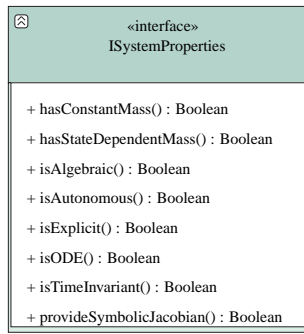 «interface»
ISystemProperties
+ hasConstantMass() : Boolean
+ hasStateDependentMass() : Boolean
+ isAlgebraic() : Boolean
+ isAutonomous() : Boolean
+ isExplicit() : Boolean
+ isODE() : Boolean
+ isTimeInvariant() : Boolean
+ provideSymbolicJacobian() : Boolean